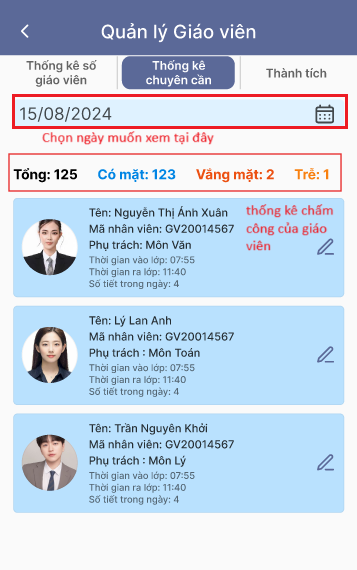 Quản lý Giáo viên
Thống kê số giáo viên
Thống kê chuyên cần
Thành tích
15/08/2024
Chọn ngày muốn xem tại đây
Tổng: 125 Có mặt: 123 Vắng mặt: 2 Trễ: 1
Tên: Nguyễn Thị Ánh Xuân
Mã nhân viên: GV20014567
Phụ trách: Môn Văn
Thời gian vào lớp: 07:55
Thời gian ra lớp: 11:40
Số tiết trong ngày: 4
thống kê chấm
công của giáo
viên
Tên: Lý Lan Anh
Mã nhân viên: GV20014567
Phụ trách : Môn Toán
Thời gian vào lớp: 07:55
Thời gian ra lớp: 11:40
Số tiết trong ngày: 4
Tên: Trần Nguyên Khởi
Mã nhân viên: GV20014567
Phụ trách : Môn Lý
Thời gian vào lớp: 07:55
Thời gian ra lớp: 11:40
Số tiết trong ngày: 4